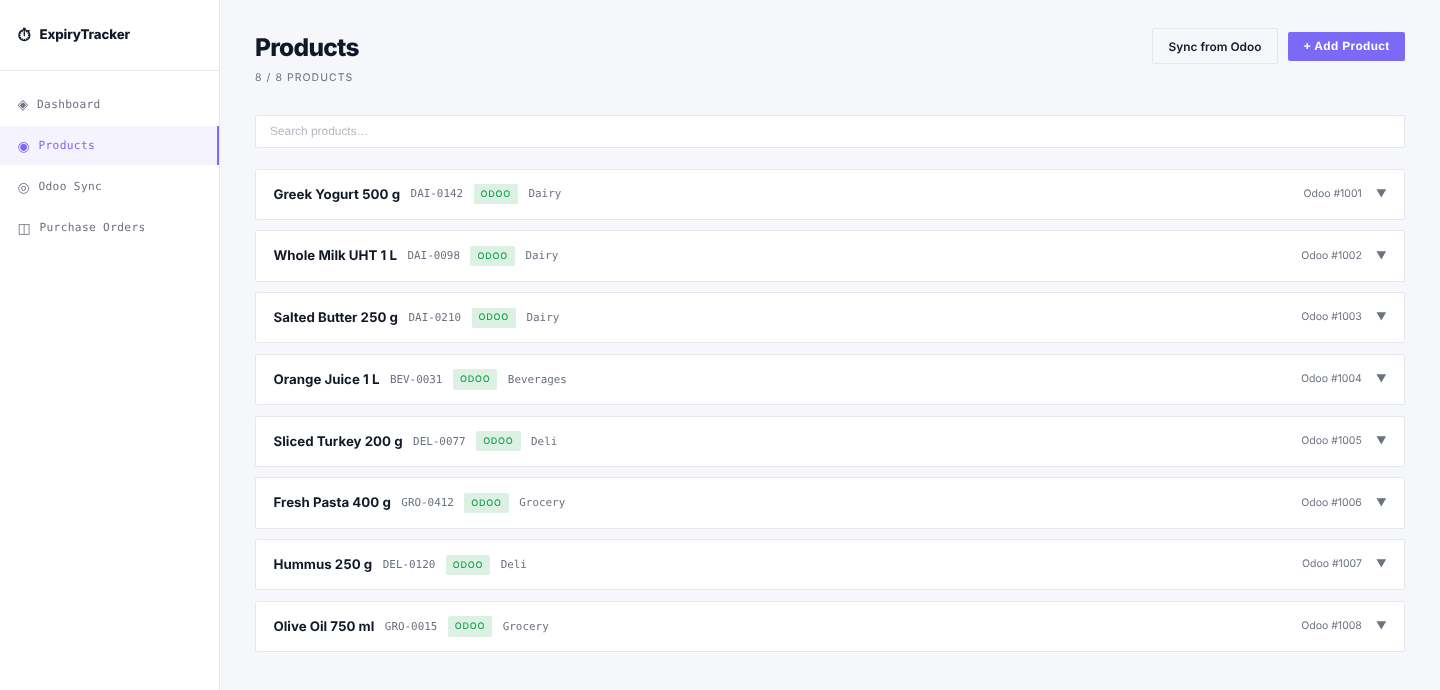 ExpiryTracker
Dashboard
Products
Odoo Sync
Purchase Orders
Products
8 / 8 PRODUCTS
Sync from Odoo
+ Add Product
Search products…
Greek Yogurt 500 g DAI-0142 ODOO Dairy Odoo #1001
Whole Milk UHT 1 L DAI-0098 ODOO Dairy Odoo #1002
Salted Butter 250 g DAI-0210 ODOO Dairy Odoo #1003
Orange Juice 1 L BEV-0031 ODOO Beverages Odoo #1004
Sliced Turkey 200 g DEL-0077 ODOO Deli Odoo #1005
Fresh Pasta 400 g GRO-0412 ODOO Grocery Odoo #1006
Hummus 250 g DEL-0120 ODOO Deli Odoo #1007
Olive Oil 750 ml GRO-0015 ODOO Grocery Odoo #1008